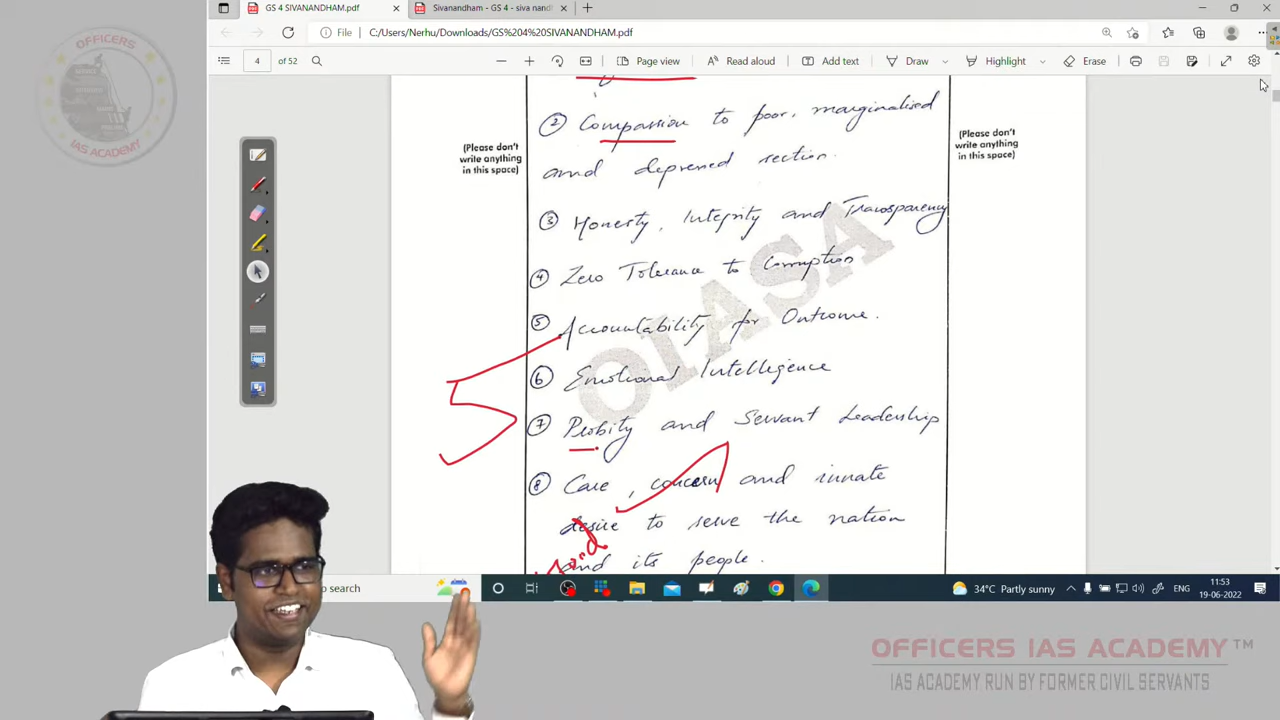 OFFICERS
IAS ACADEMY
GS 4 SIVANANDHAM.pdf
Sivanandham - GS 4 - siva nandh
File
C:/Users/Nerhu/Downloads/GS%204%20SIVANANDHAM.pdf
4 of 52
Page view
Read aloud
Add text
Draw
Highlight
Erase
② Compassion to poor, marginalised
and depressed section.
③ Honesty, Integrity and Transparency
④ Zero Tolerance to Corruption
⑤ Accountability for Outcome.
⑥ Emotional Intelligence
⑦ Probity and Servant Leadership
⑧ Care, concern and innate
desire to serve the nation
and its people.
(Please don't
write anything
in this space)
(Please don't
write anything
in this space)
OIASA
5
search
34°C Partly sunny
11:53
19-06-2022
OFFICERS IAS ACADEMY™
IAS ACADEMY RUN BY FORMER CIVIL SERVANTS